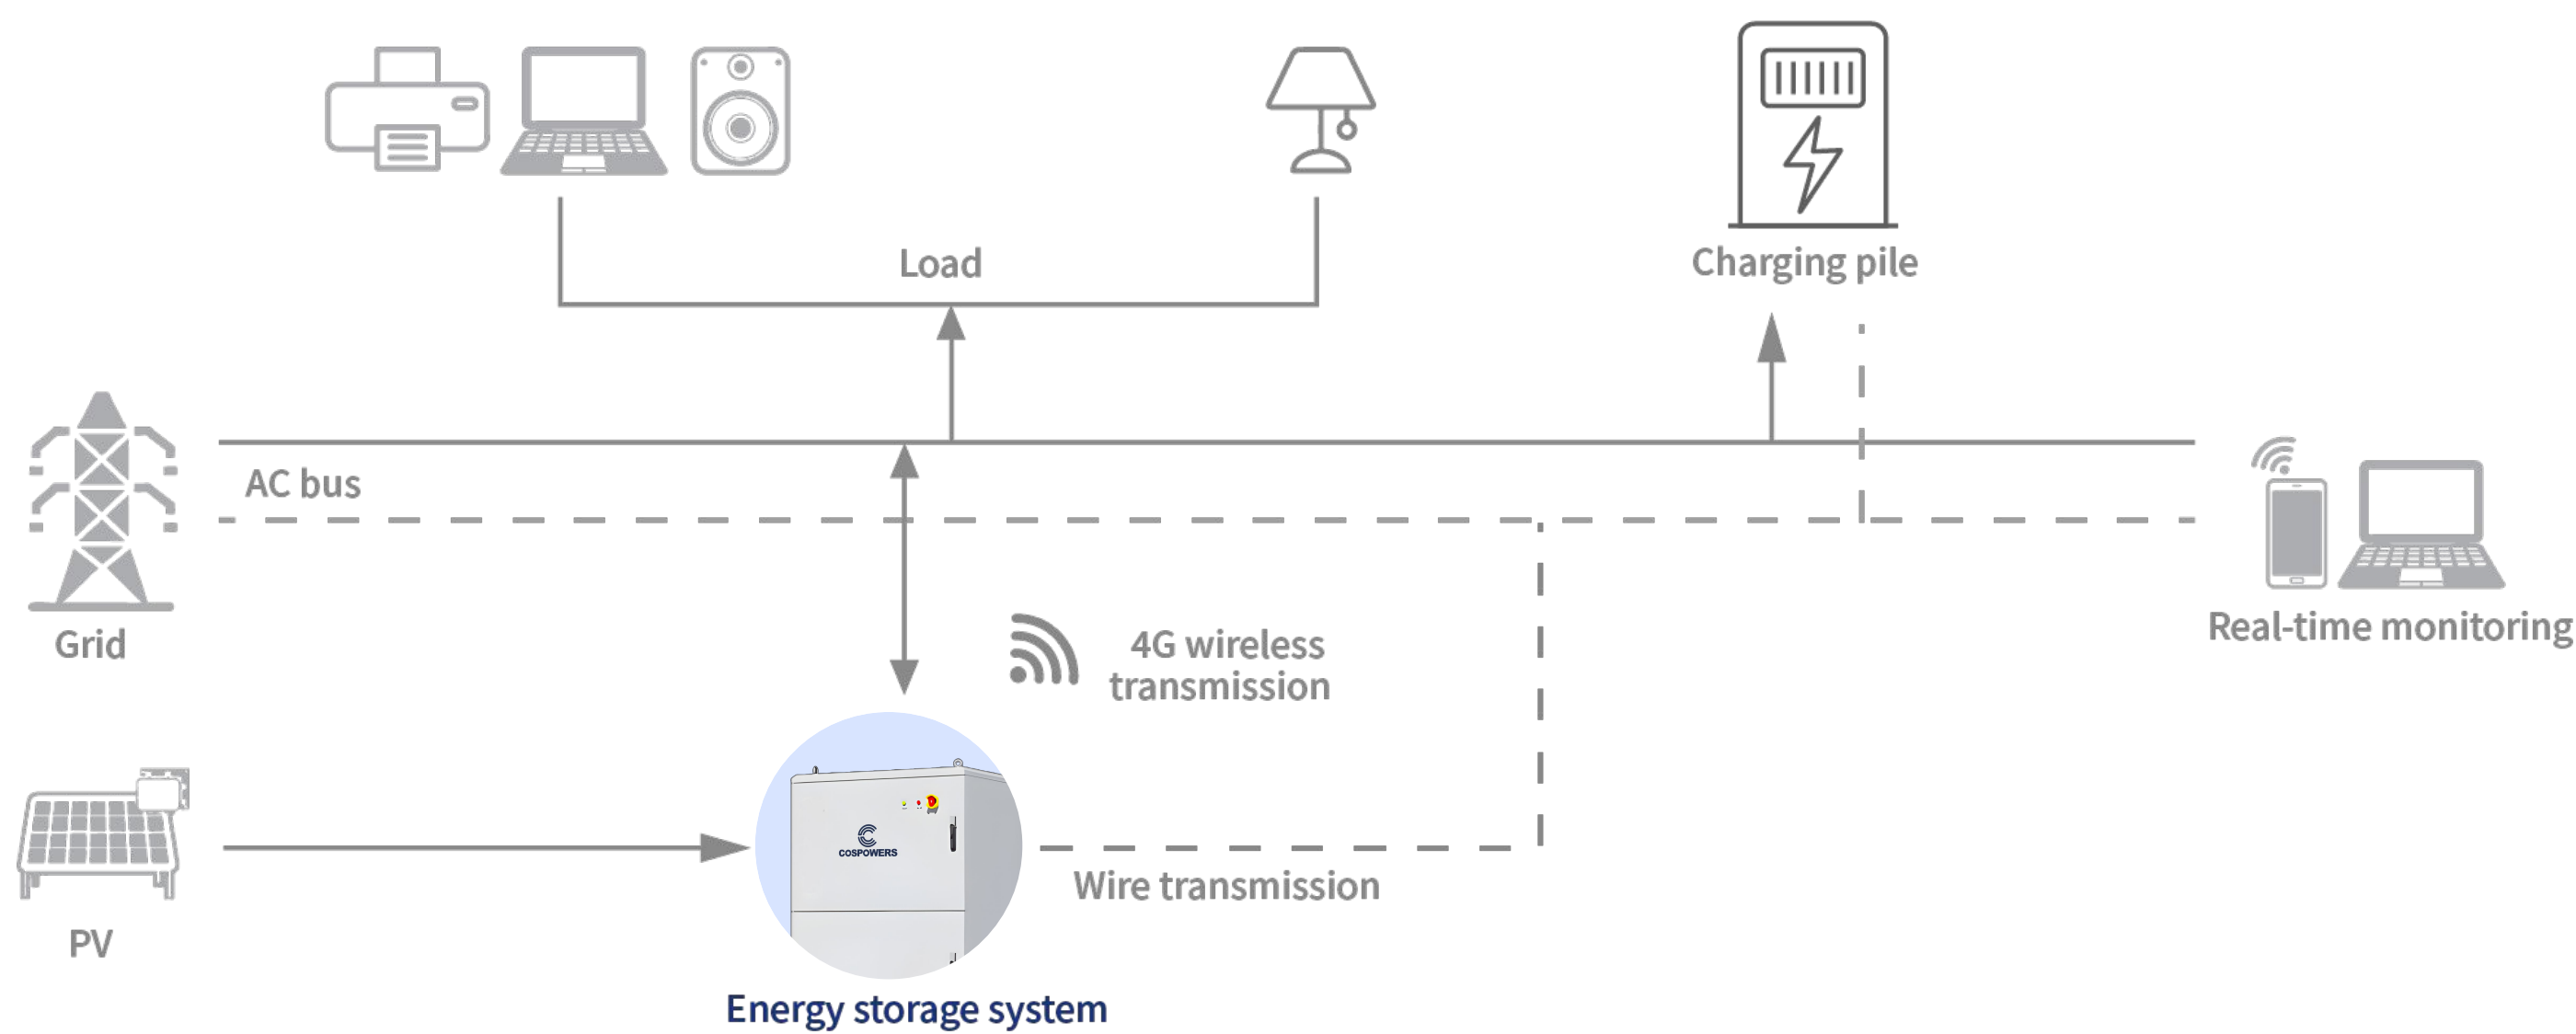 Load
Charging pile
AC bus
Grid
4G wireless
transmission
Real-time monitoring
COSPOWERS
Wire transmission
PV
Energy storage system